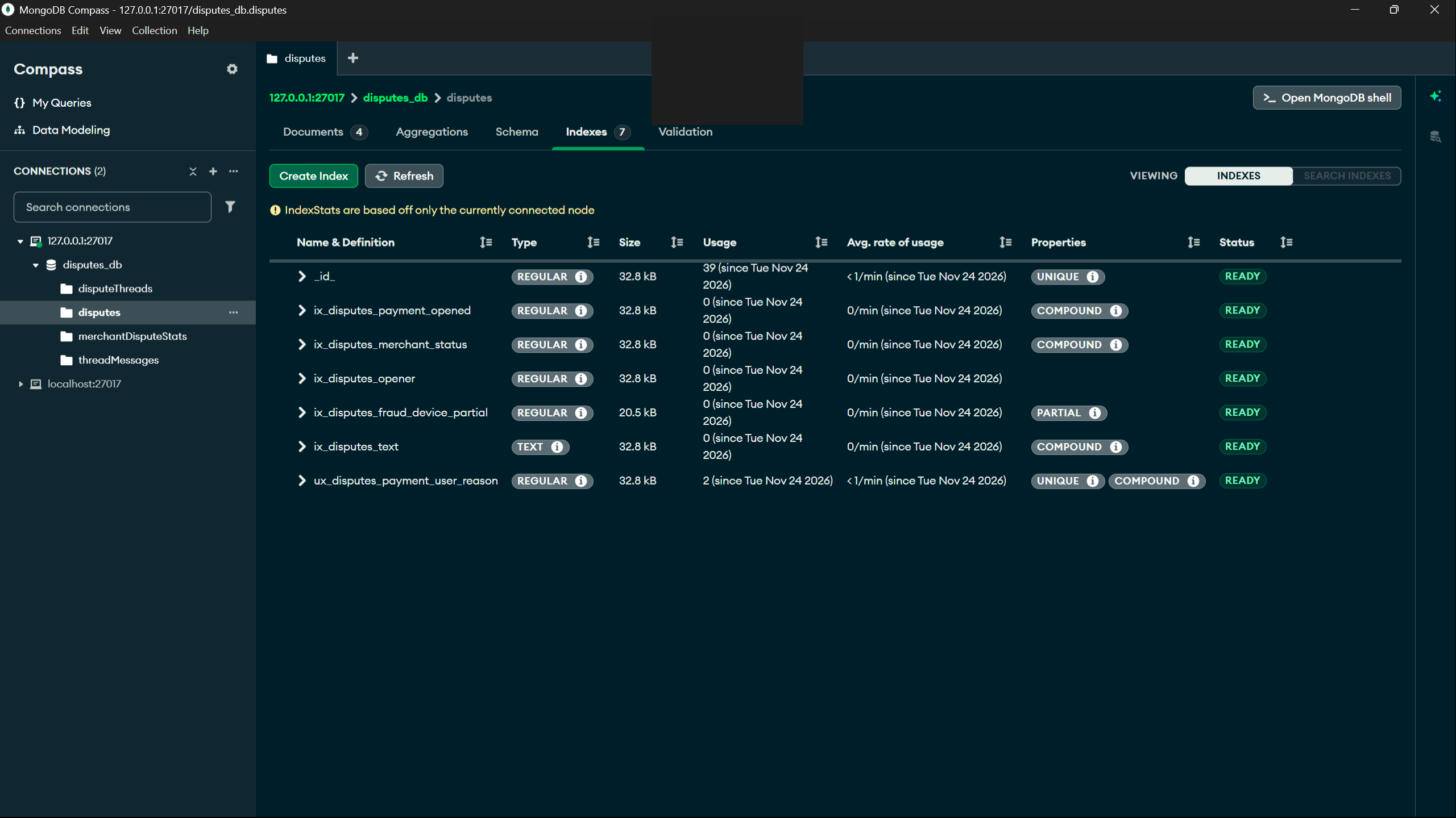 MongoDB Compass - 127.0.0.1:27017/disputes_db.disputes
Connections Edit View Collection Help
Compass
My Queries
Data Modeling
CONNECTIONS (2)
Search connections
127.0.0.1:27017
disputes_db
disputeThreads
disputes
merchantDisputeStats
threadMessages
localhost:27017
disputes
127.0.0.1:27017 > disputes_db > disputes
>_ Open MongoDB shell
Documents 4 Aggregations Schema Indexes 7 Validation
Create Index Refresh VIEWING INDEXES SEARCH INDEXES
IndexStats are based off only the currently connected node
Name & Definition Type Size Usage Avg. rate of usage Properties Status
_id_ REGULAR 32.8 kB 39 (since Tue Nov 24 2026) <1/min (since Tue Nov 24 2026) UNIQUE READY
ix_disputes_payment_opened REGULAR 32.8 kB 0 (since Tue Nov 24 2026) 0/min (since Tue Nov 24 2026) COMPOUND READY
ix_disputes_merchant_status REGULAR 32.8 kB 0 (since Tue Nov 24 2026) 0/min (since Tue Nov 24 2026) COMPOUND READY
ix_disputes_opener REGULAR 32.8 kB 0 (since Tue Nov 24 2026) 0/min (since Tue Nov 24 2026) READY
ix_disputes_fraud_device_partial REGULAR 20.5 kB 0 (since Tue Nov 24 2026) 0/min (since Tue Nov 24 2026) PARTIAL READY
ix_disputes_text TEXT 32.8 kB 0 (since Tue Nov 24 2026) 0/min (since Tue Nov 24 2026) COMPOUND READY
ux_disputes_payment_user_reason REGULAR 32.8 kB 2 (since Tue Nov 24 2026) <1/min (since Tue Nov 24 2026) UNIQUE COMPOUND READY